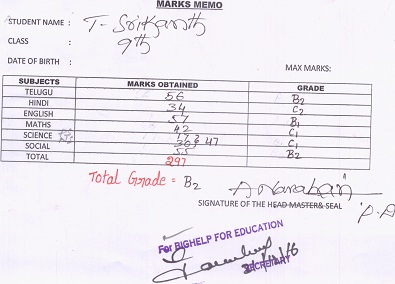 MARKS MEMO
STUDENT NAME : T. Srikanth
CLASS : 9th
DATE OF BIRTH :
MAX MARKS:
SUBJECTS MARKS OBTAINED GRADE
TELUGU 56 B2
HINDI 34 C2
ENGLISH 57 B1
MATHS 42 C1
SCIENCE 47 C1
SOCIAL 55 B2
TOTAL 297
Total Grade = B2
SIGNATURE OF THE HEAD MASTER& SEAL
For BIGHELP FOR EDUCATION
SECRETARY